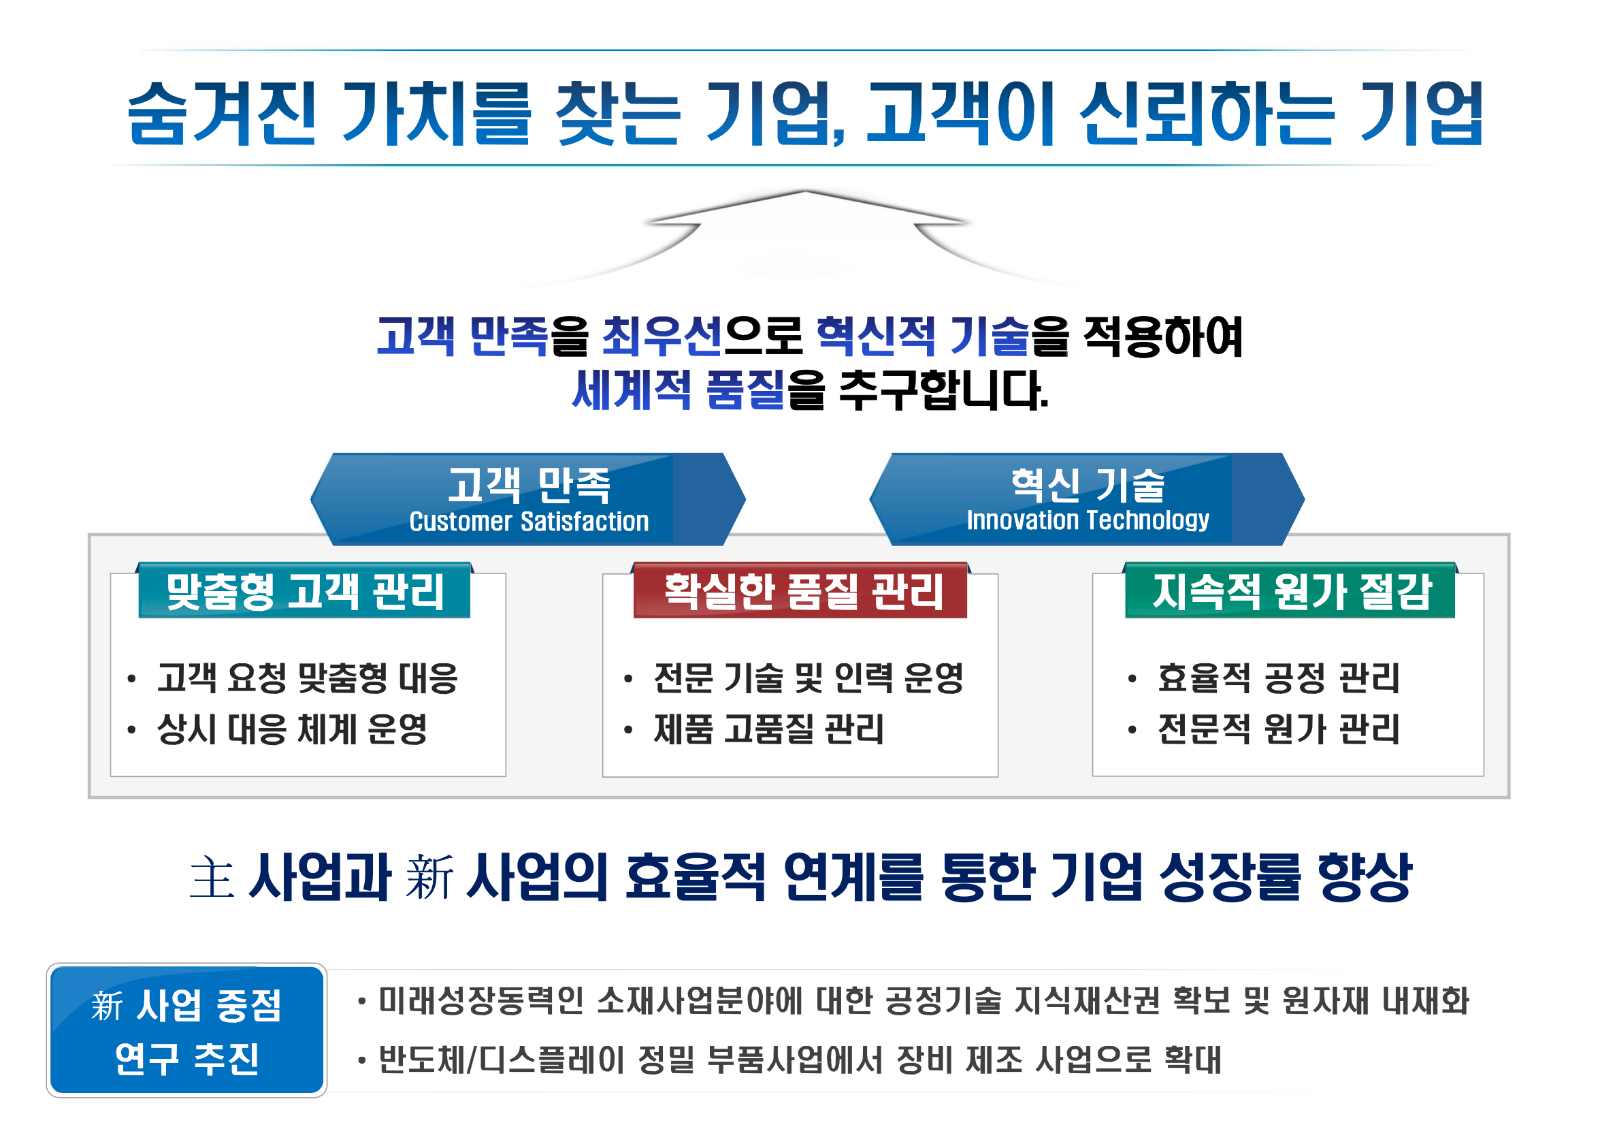 숨겨진 가치를 찾는 기업, 고객이 신뢰하는 기업
고객 만족을 최우선으로 혁신적 기술을 적용하여
세계적 품질을 추구합니다.
고객 만족
Customer Satisfaction
혁신 기술
Innovation Technology
맞춤형 고객 관리
• 고객 요청 맞춤형 대응
• 상시 대응 체계 운영
확실한 품질 관리
• 전문 기술 및 인력 운영
• 제품 고품질 관리
지속적 원가 절감
• 효율적 공정 관리
• 전문적 원가 관리
主 사업과 新 사업의 효율적 연계를 통한 기업 성장률 향상
新 사업 중점
연구 추진
• 미래성장동력인 소재사업분야에 대한 공정기술 지식재산권 확보 및 원자재 내재화
• 반도체/디스플레이 정밀 부품사업에서 장비 제조 사업으로 확대